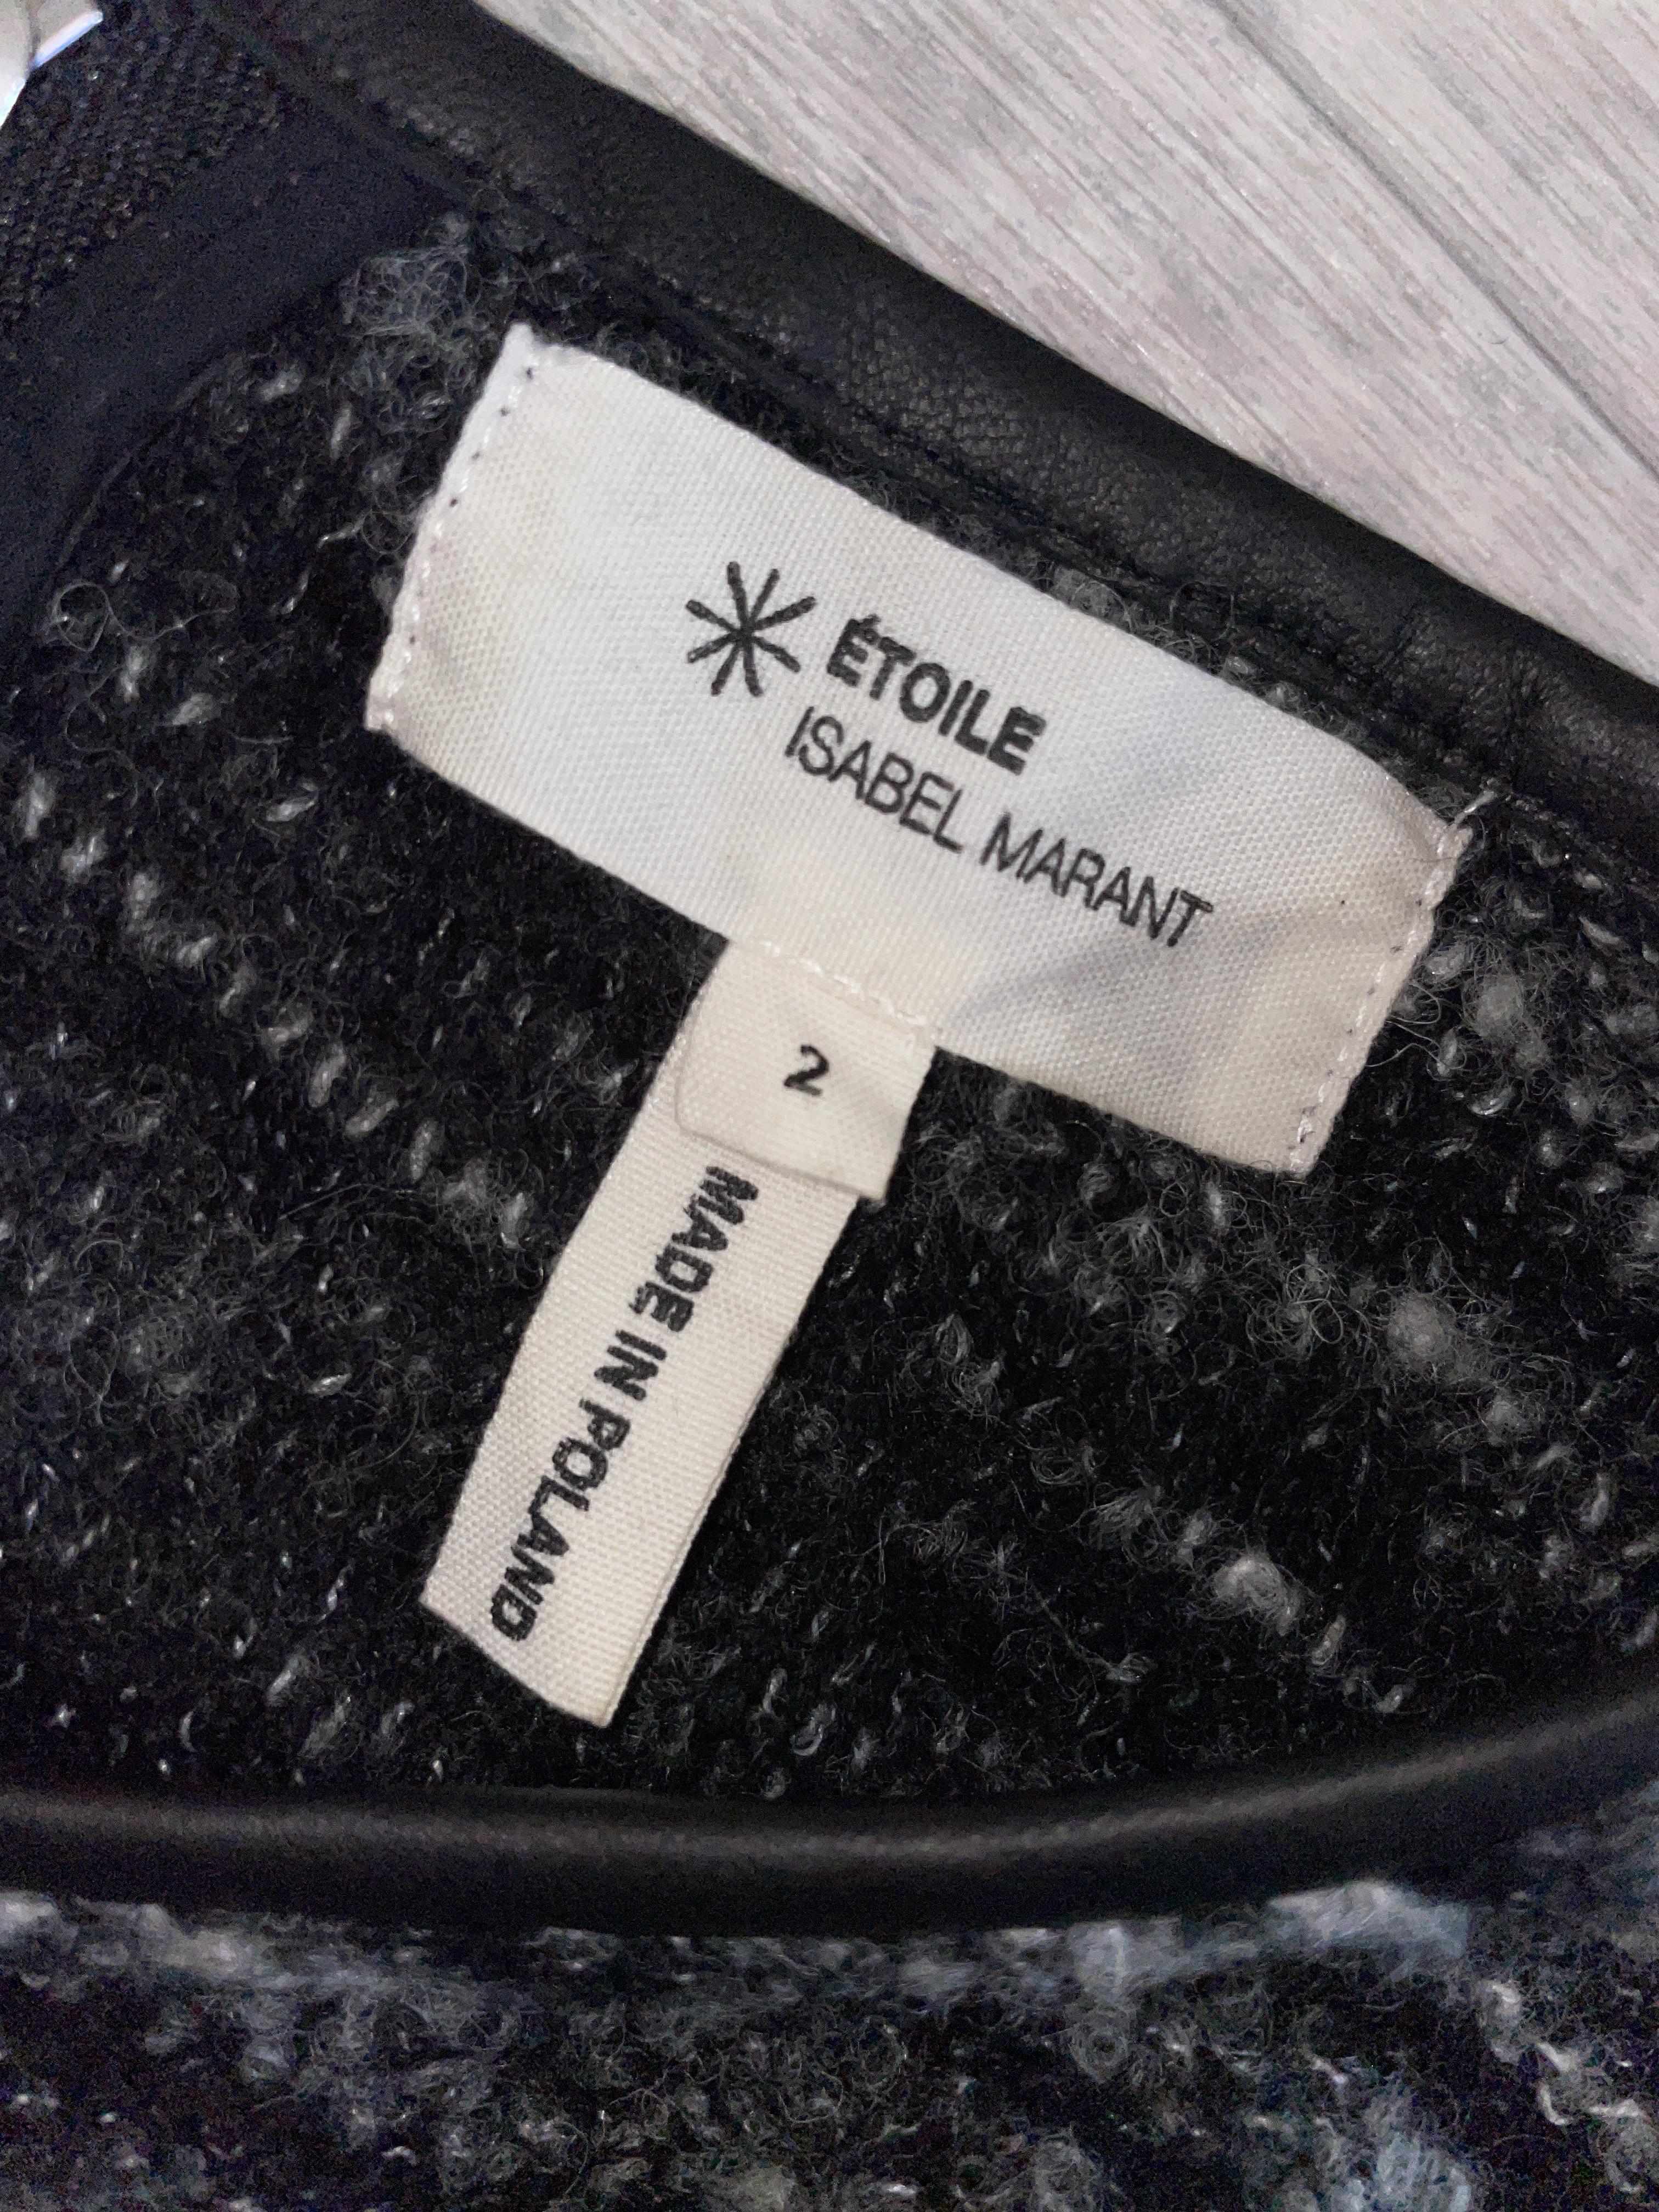 ÉTOILE
ISABEL MARANT
2
MADE IN POLAND